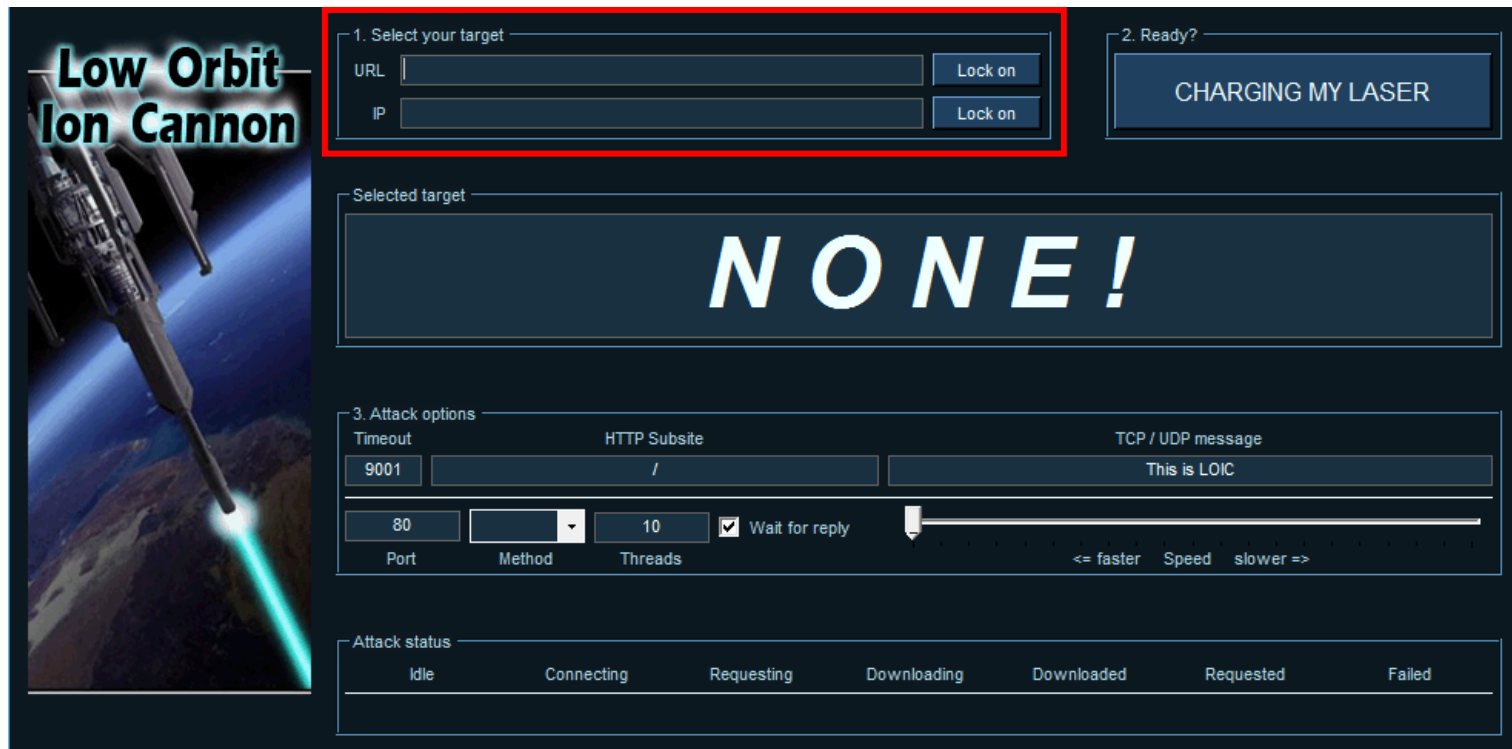 Low Orbit
Ion Cannon
1. Select your target
URL
Lock on
IP
Lock on
2. Ready?
CHARGING MY LASER
Selected target
NONE!
3. Attack options
Timeout HTTP Subsite TCP / UDP message
9001 / This is LOIC
80 10 Wait for reply
Port Method Threads <= faster Speed slower =>
Attack status
Idle Connecting Requesting Downloading Downloaded Requested Failed